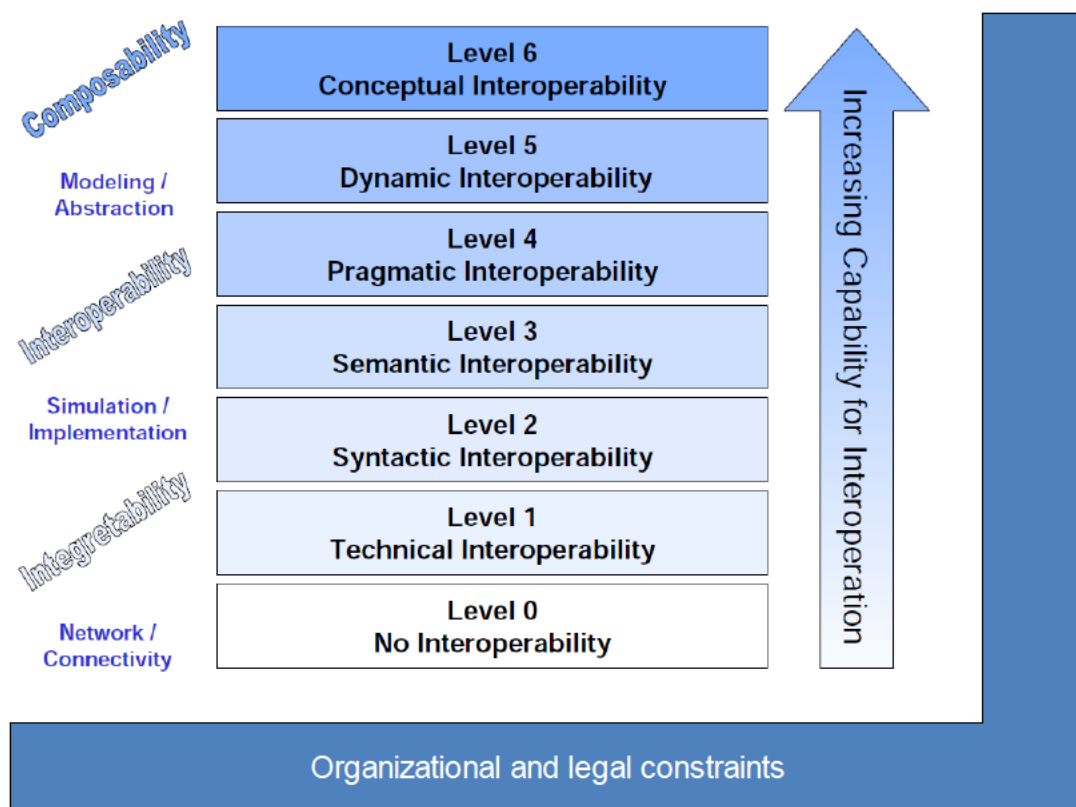 Composability
Level 6
Conceptual Interoperability
Level 5
Dynamic Interoperability
Modeling /
Abstraction
Level 4
Pragmatic Interoperability
Interoperability
Level 3
Semantic Interoperability
Simulation /
Implementation
Level 2
Syntactic Interoperability
Integretability
Level 1
Technical Interoperability
Level 0
No Interoperability
Network /
Connectivity
Increasing Capability for Interoperation
Organizational and legal constraints